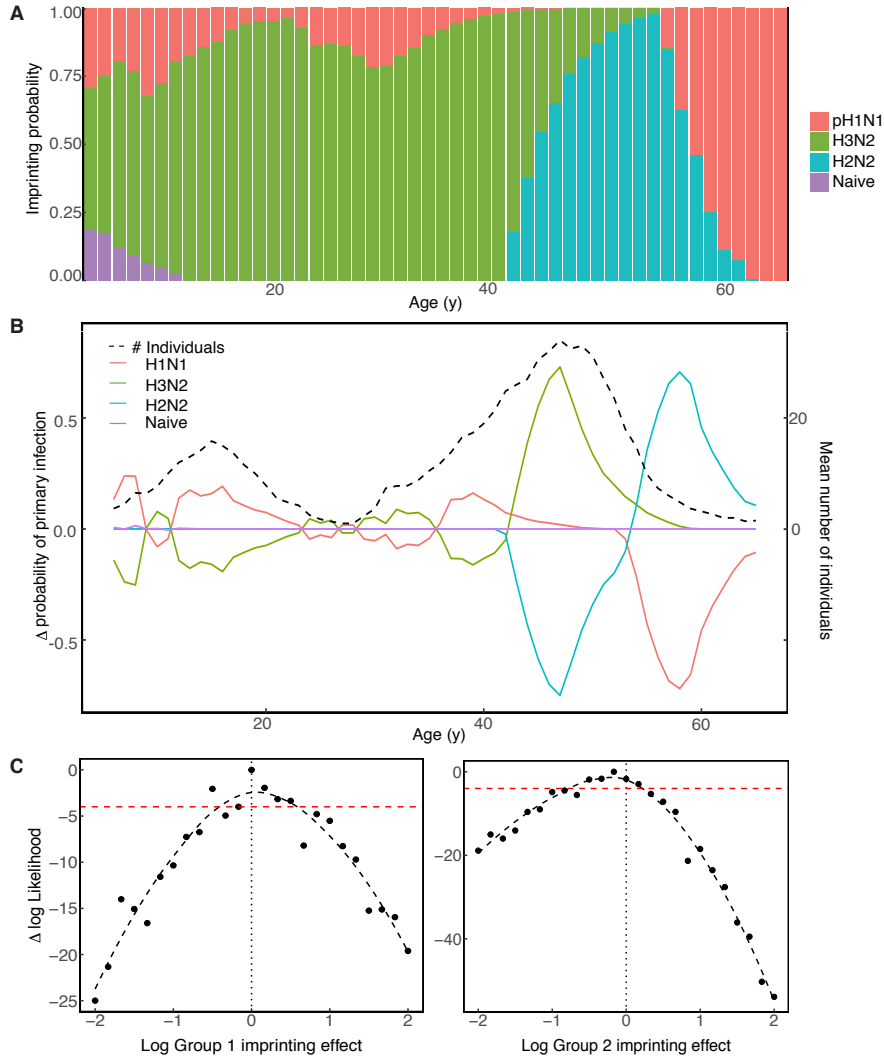 A
1.00
0.75
0.50
0.25
0.00
Imprinting probability
20
40
60
Age (y)
pH1N1
H3N2
H2N2
Naive
B
# Individuals
H1N1
H3N2
H2N2
Naive
0.5
0.0
-0.5
Δ probability of primary infection
20
0
Mean number of individuals
20
40
60
Age (y)
C
0
−5
−10
−15
−20
−25
Δ log Likelihood
−2
−1
0
1
2
Log Group 1 imprinting effect
0
−20
−40
−2
−1
0
1
2
Log Group 2 imprinting effect